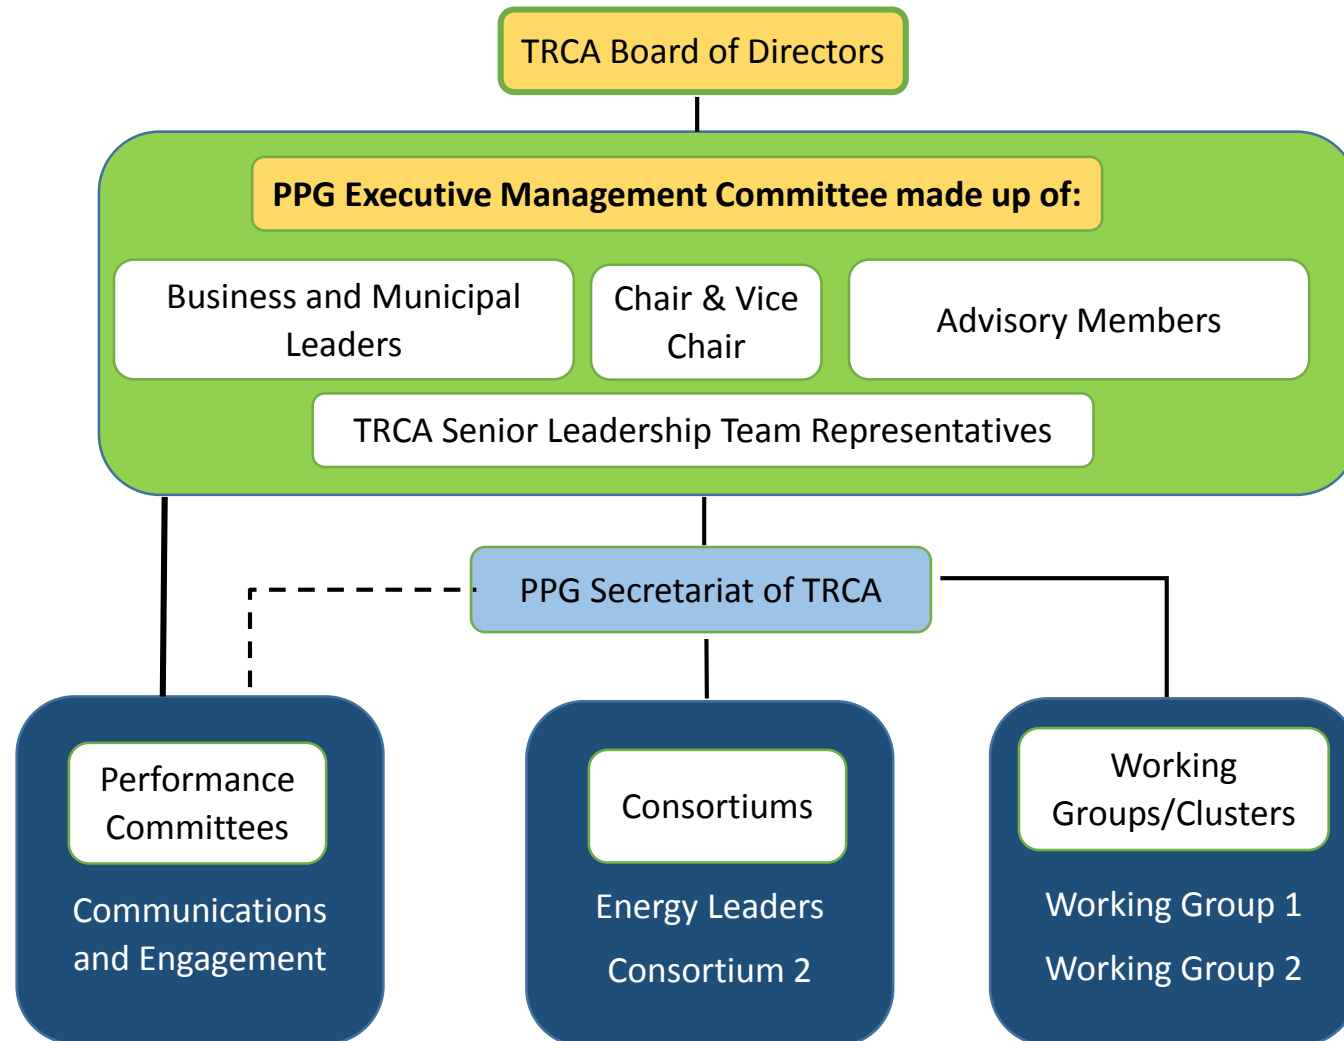 TRCA Board of Directors
PPG Executive Management Committee made up of:
Business and Municipal
Leaders
Chair & Vice
Chair
Advisory Members
TRCA Senior Leadership Team Representatives
PPG Secretariat of TRCA
Performance
Committees
Communications
and Engagement
Consortiums
Energy Leaders
Consortium 2
Working
Groups/Clusters
Working Group 1
Working Group 2